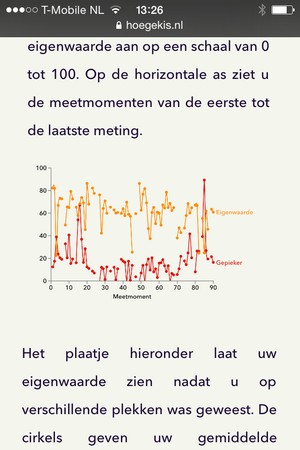 T-Mobile NL 13:26
hoegekis.nl
eigenwaarde aan op een schaal van 0
tot 100. Op de horizontale as ziet u
de meetmomenten van de eerste tot
de laatste meting.
100
80
60
40
20
0
Eigenwaarde
Gepieker
0 10 20 30 40 50 60 70 80 90
Meetmoment
Het plaatje hieronder laat uw
eigenwaarde zien nadat u op
verschillende plekken was geweest. De
cirkels geven uw gemiddelde